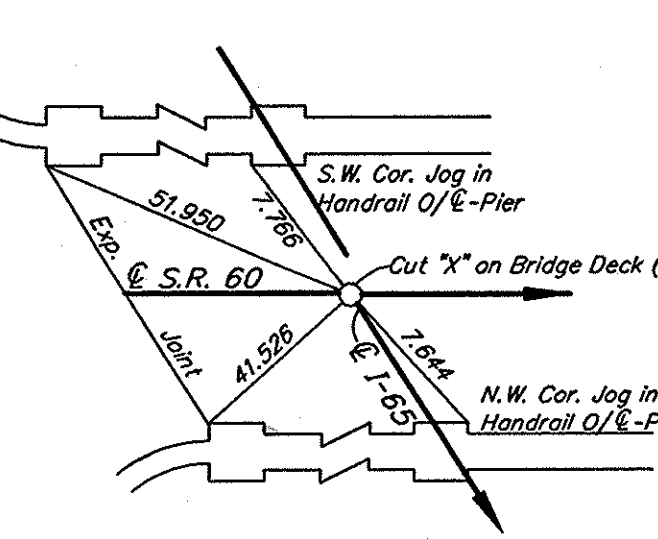 S.W. Cor. Jog in
Handrail O/℄-Pier
51.950
7.766
Exp.
Joint
℄ S.R. 60
Cut "X" on Bridge Deck (
41.526
℄ I-65
7.644
N.W. Cor. Jog in
Handrail O/℄-P